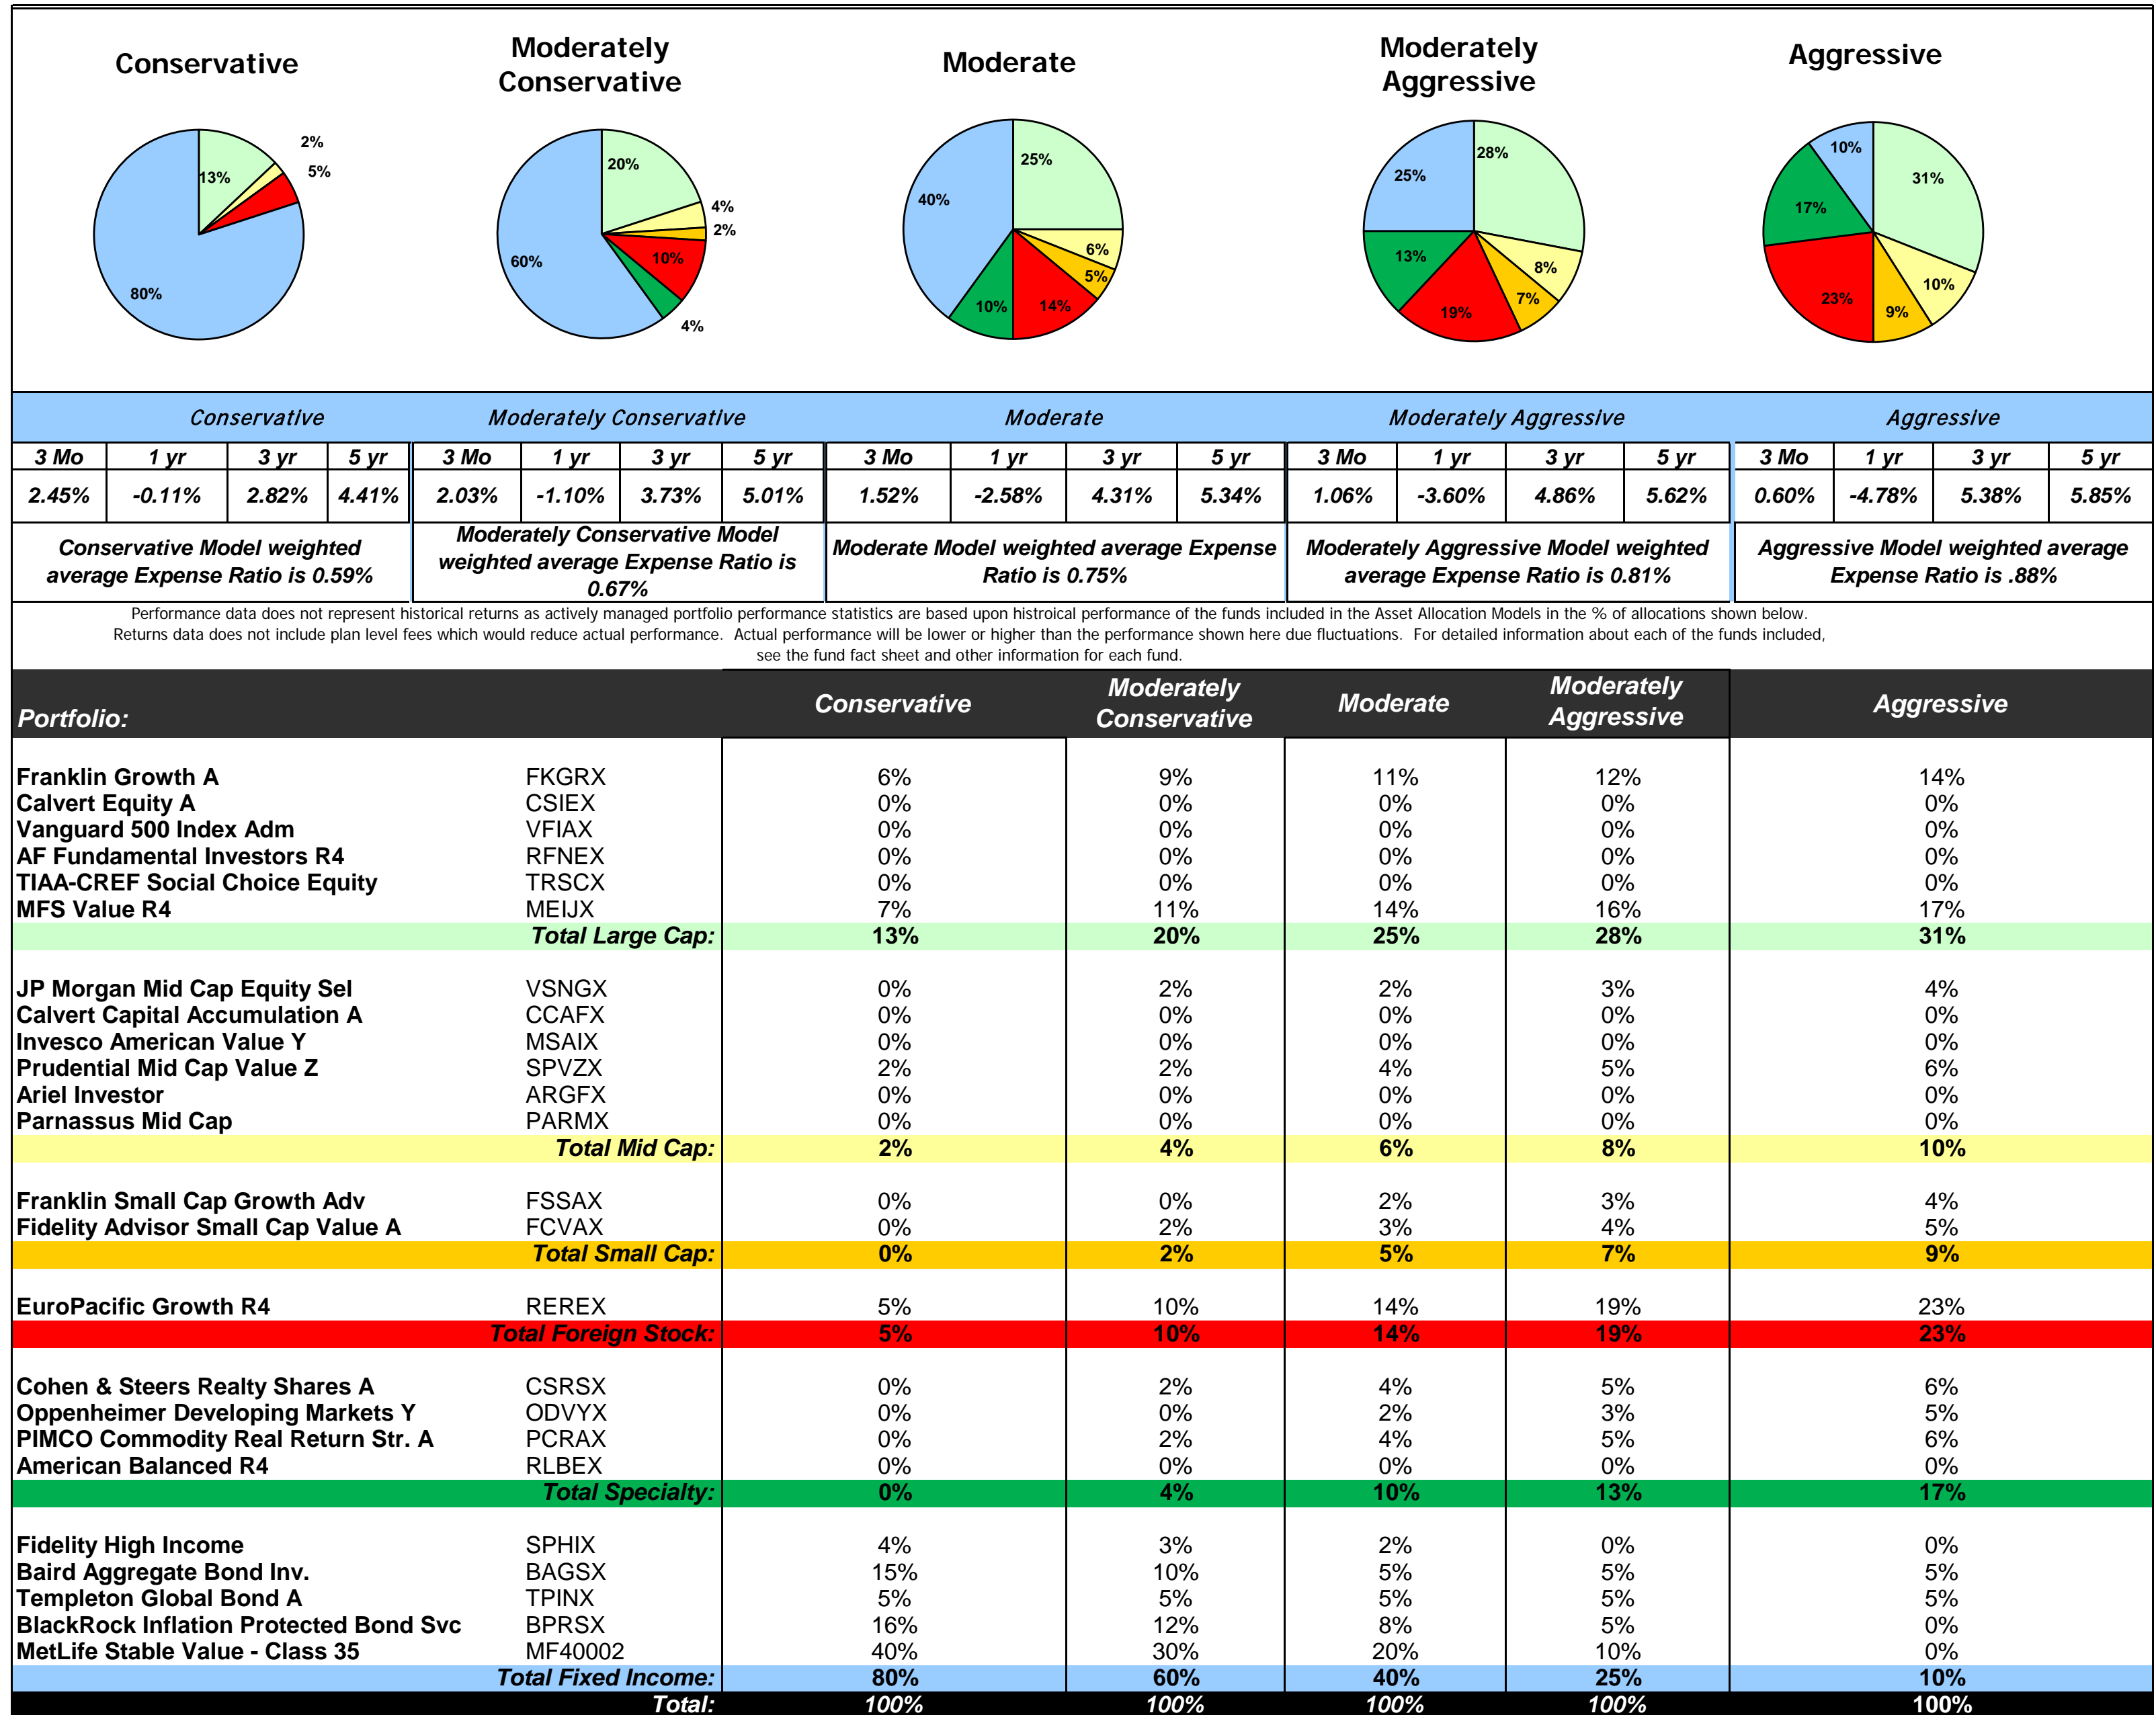 Conservative
Moderately
Conservative
Moderate
Moderately
Aggressive
Aggressive
13%
2%
5%
80%
20%
4%
2%
10%
4%
60%
25%
6%
5%
14%
10%
40%
28%
8%
7%
19%
13%
25%
31%
10%
9%
23%
17%
10%
Conservative Moderately Conservative Moderate Moderately Aggressive Aggressive
3 Mo 1 yr 3 yr 5 yr 3 Mo 1 yr 3 yr 5 yr 3 Mo 1 yr 3 yr 5 yr 3 Mo 1 yr 3 yr 5 yr 3 Mo 1 yr 3 yr 5 yr
2.45% -0.11% 2.82% 4.41% 2.03% -1.10% 3.73% 5.01% 1.52% -2.58% 4.31% 5.34% 1.06% -3.60% 4.86% 5.62% 0.60% -4.78% 5.38% 5.85%
Conservative Model weighted
average Expense Ratio is 0.59%
Moderately Conservative Model
weighted average Expense Ratio is
0.67%
Moderate Model weighted average Expense
Ratio is 0.75%
Moderately Aggressive Model weighted
average Expense Ratio is 0.81%
Aggressive Model weighted average
Expense Ratio is .88%
Performance data does not represent historical returns as actively managed portfolio performance statistics are based upon histroical performance of the funds included in the Asset Allocation Models in the % of allocations shown below.
Returns data does not include plan level fees which would reduce actual performance. Actual performance will be lower or higher than the performance shown here due fluctuations. For detailed information about each of the funds included,
see the fund fact sheet and other information for each fund.
Portfolio: Conservative Moderately Conservative Moderate Moderately Aggressive Aggressive
Franklin Growth A FKGRX 6% 9% 11% 12% 14%
Calvert Equity A CSIEX 0% 0% 0% 0% 0%
Vanguard 500 Index Adm VFIAX 0% 0% 0% 0% 0%
AF Fundamental Investors R4 RFNEX 0% 0% 0% 0% 0%
TIAA-CREF Social Choice Equity TRSCX 0% 0% 0% 0% 0%
MFS Value R4 MEIJX 7% 11% 14% 16% 17%
Total Large Cap: 13% 20% 25% 28% 31%
JP Morgan Mid Cap Equity Sel VSNGX 0% 2% 2% 3% 4%
Calvert Capital Accumulation A CCAFX 0% 0% 0% 0% 0%
Invesco American Value Y MSAIX 0% 0% 0% 0% 0%
Prudential Mid Cap Value Z SPVZX 2% 2% 4% 5% 6%
Ariel Investor ARGFX 0% 0% 0% 0% 0%
Parnassus Mid Cap PARMX 0% 0% 0% 0% 0%
Total Mid Cap: 2% 4% 6% 8% 10%
Franklin Small Cap Growth Adv FSSAX 0% 0% 2% 3% 4%
Fidelity Advisor Small Cap Value A FCVAX 0% 2% 3% 4% 5%
Total Small Cap: 0% 2% 5% 7% 9%
EuroPacific Growth R4 REREX 5% 10% 14% 19% 23%
Total Foreign Stock: 5% 10% 14% 19% 23%
Cohen & Steers Realty Shares A CSRSX 0% 2% 4% 5% 6%
Oppenheimer Developing Markets Y ODVYX 0% 0% 2% 3% 5%
PIMCO Commodity Real Return Str. A PCRAX 0% 2% 4% 5% 6%
American Balanced R4 RLBEX 0% 0% 0% 0% 0%
Total Specialty: 0% 4% 10% 13% 17%
Fidelity High Income SPHIX 4% 3% 2% 0% 0%
Baird Aggregate Bond Inv. BAGSX 15% 10% 5% 5% 5%
Templeton Global Bond A TPINX 5% 5% 5% 5% 5%
BlackRock Inflation Protected Bond Svc BPRSX 16% 12% 8% 5% 0%
MetLife Stable Value - Class 35 MF40002 40% 30% 20% 10% 0%
Total Fixed Income: 80% 60% 40% 25% 10%
Total: 100% 100% 100% 100% 100%